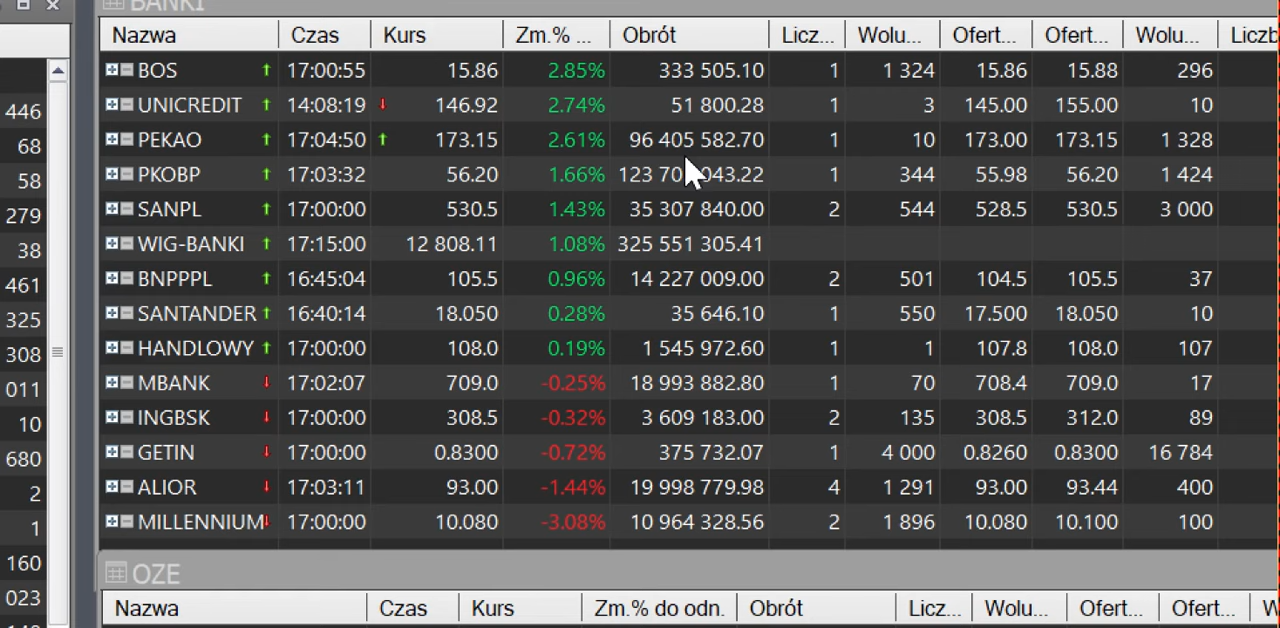 BANKI
Nazwa Czas Kurs Zm.% ... Obrót Licz... Wolu... Ofert... Ofert... Wolu... Liczb
446
68
58
279
38
461
325
308
011
10
680
2
1
160
023
BOS 17:00:55 15.86 2.85% 333 505.10 1 1 324 15.86 15.88 296
UNICREDIT 14:08:19 146.92 2.74% 51 800.28 1 3 145.00 155.00 10
PEKAO 17:04:50 173.15 2.61% 96 405 582.70 1 10 173.00 173.15 1 328
PKOBP 17:03:32 56.20 1.66% 1 344 55.98 56.20 1 424
SANPL 17:00:00 530.5 1.43% 35 307 840.00 2 544 528.5 530.5 3 000
WIG-BANKI 17:15:00 12 808.11 1.08% 325 551 305.41
BNPPPL 16:45:04 105.5 0.96% 14 227 009.00 2 501 104.5 105.5 37
SANTANDER 16:40:14 18.050 0.28% 35 646.10 1 550 17.500 18.050 10
HANDLOWY 17:00:00 108.0 0.19% 1 545 972.60 1 1 107.8 108.0 107
MBANK 17:02:07 709.0 -0.25% 18 993 882.80 1 70 708.4 709.0 17
INGBSK 17:00:00 308.5 -0.32% 3 609 183.00 2 135 308.5 312.0 89
GETIN 17:00:00 0.8300 -0.72% 375 732.07 1 4 000 0.8260 0.8300 16 784
ALIOR 17:03:11 93.00 -1.44% 19 998 779.98 4 1 291 93.00 93.44 400
MILLENNIUM 17:00:00 10.080 -3.08% 10 964 328.56 2 1 896 10.080 10.100 100
OZE
Nazwa Czas Kurs Zm.% do odn. Obrót Licz... Wolu... Ofert... Ofert... W